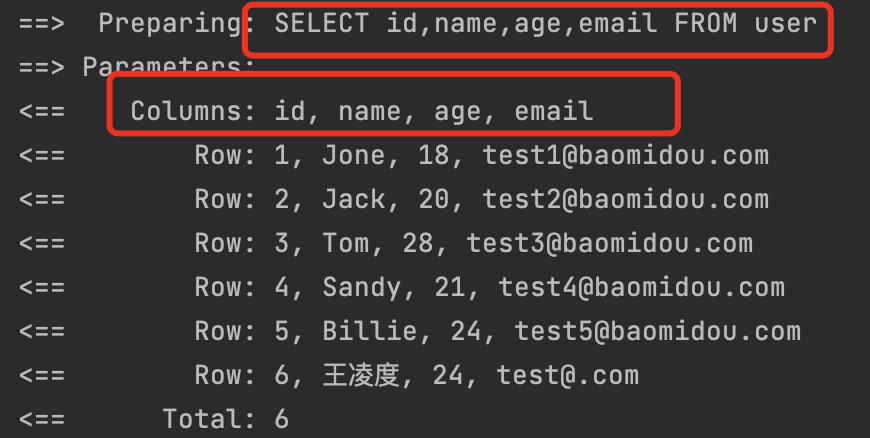 ==> Preparing: SELECT id,name,age,email FROM user
==> Parameters:
<== Columns: id, name, age, email
<== Row: 1, Jone, 18, test1@baomidou.com
<== Row: 2, Jack, 20, test2@baomidou.com
<== Row: 3, Tom, 28, test3@baomidou.com
<== Row: 4, Sandy, 21, test4@baomidou.com
<== Row: 5, Billie, 24, test5@baomidou.com
<== Row: 6, 王凌度, 24, test@.com
<== Total: 6